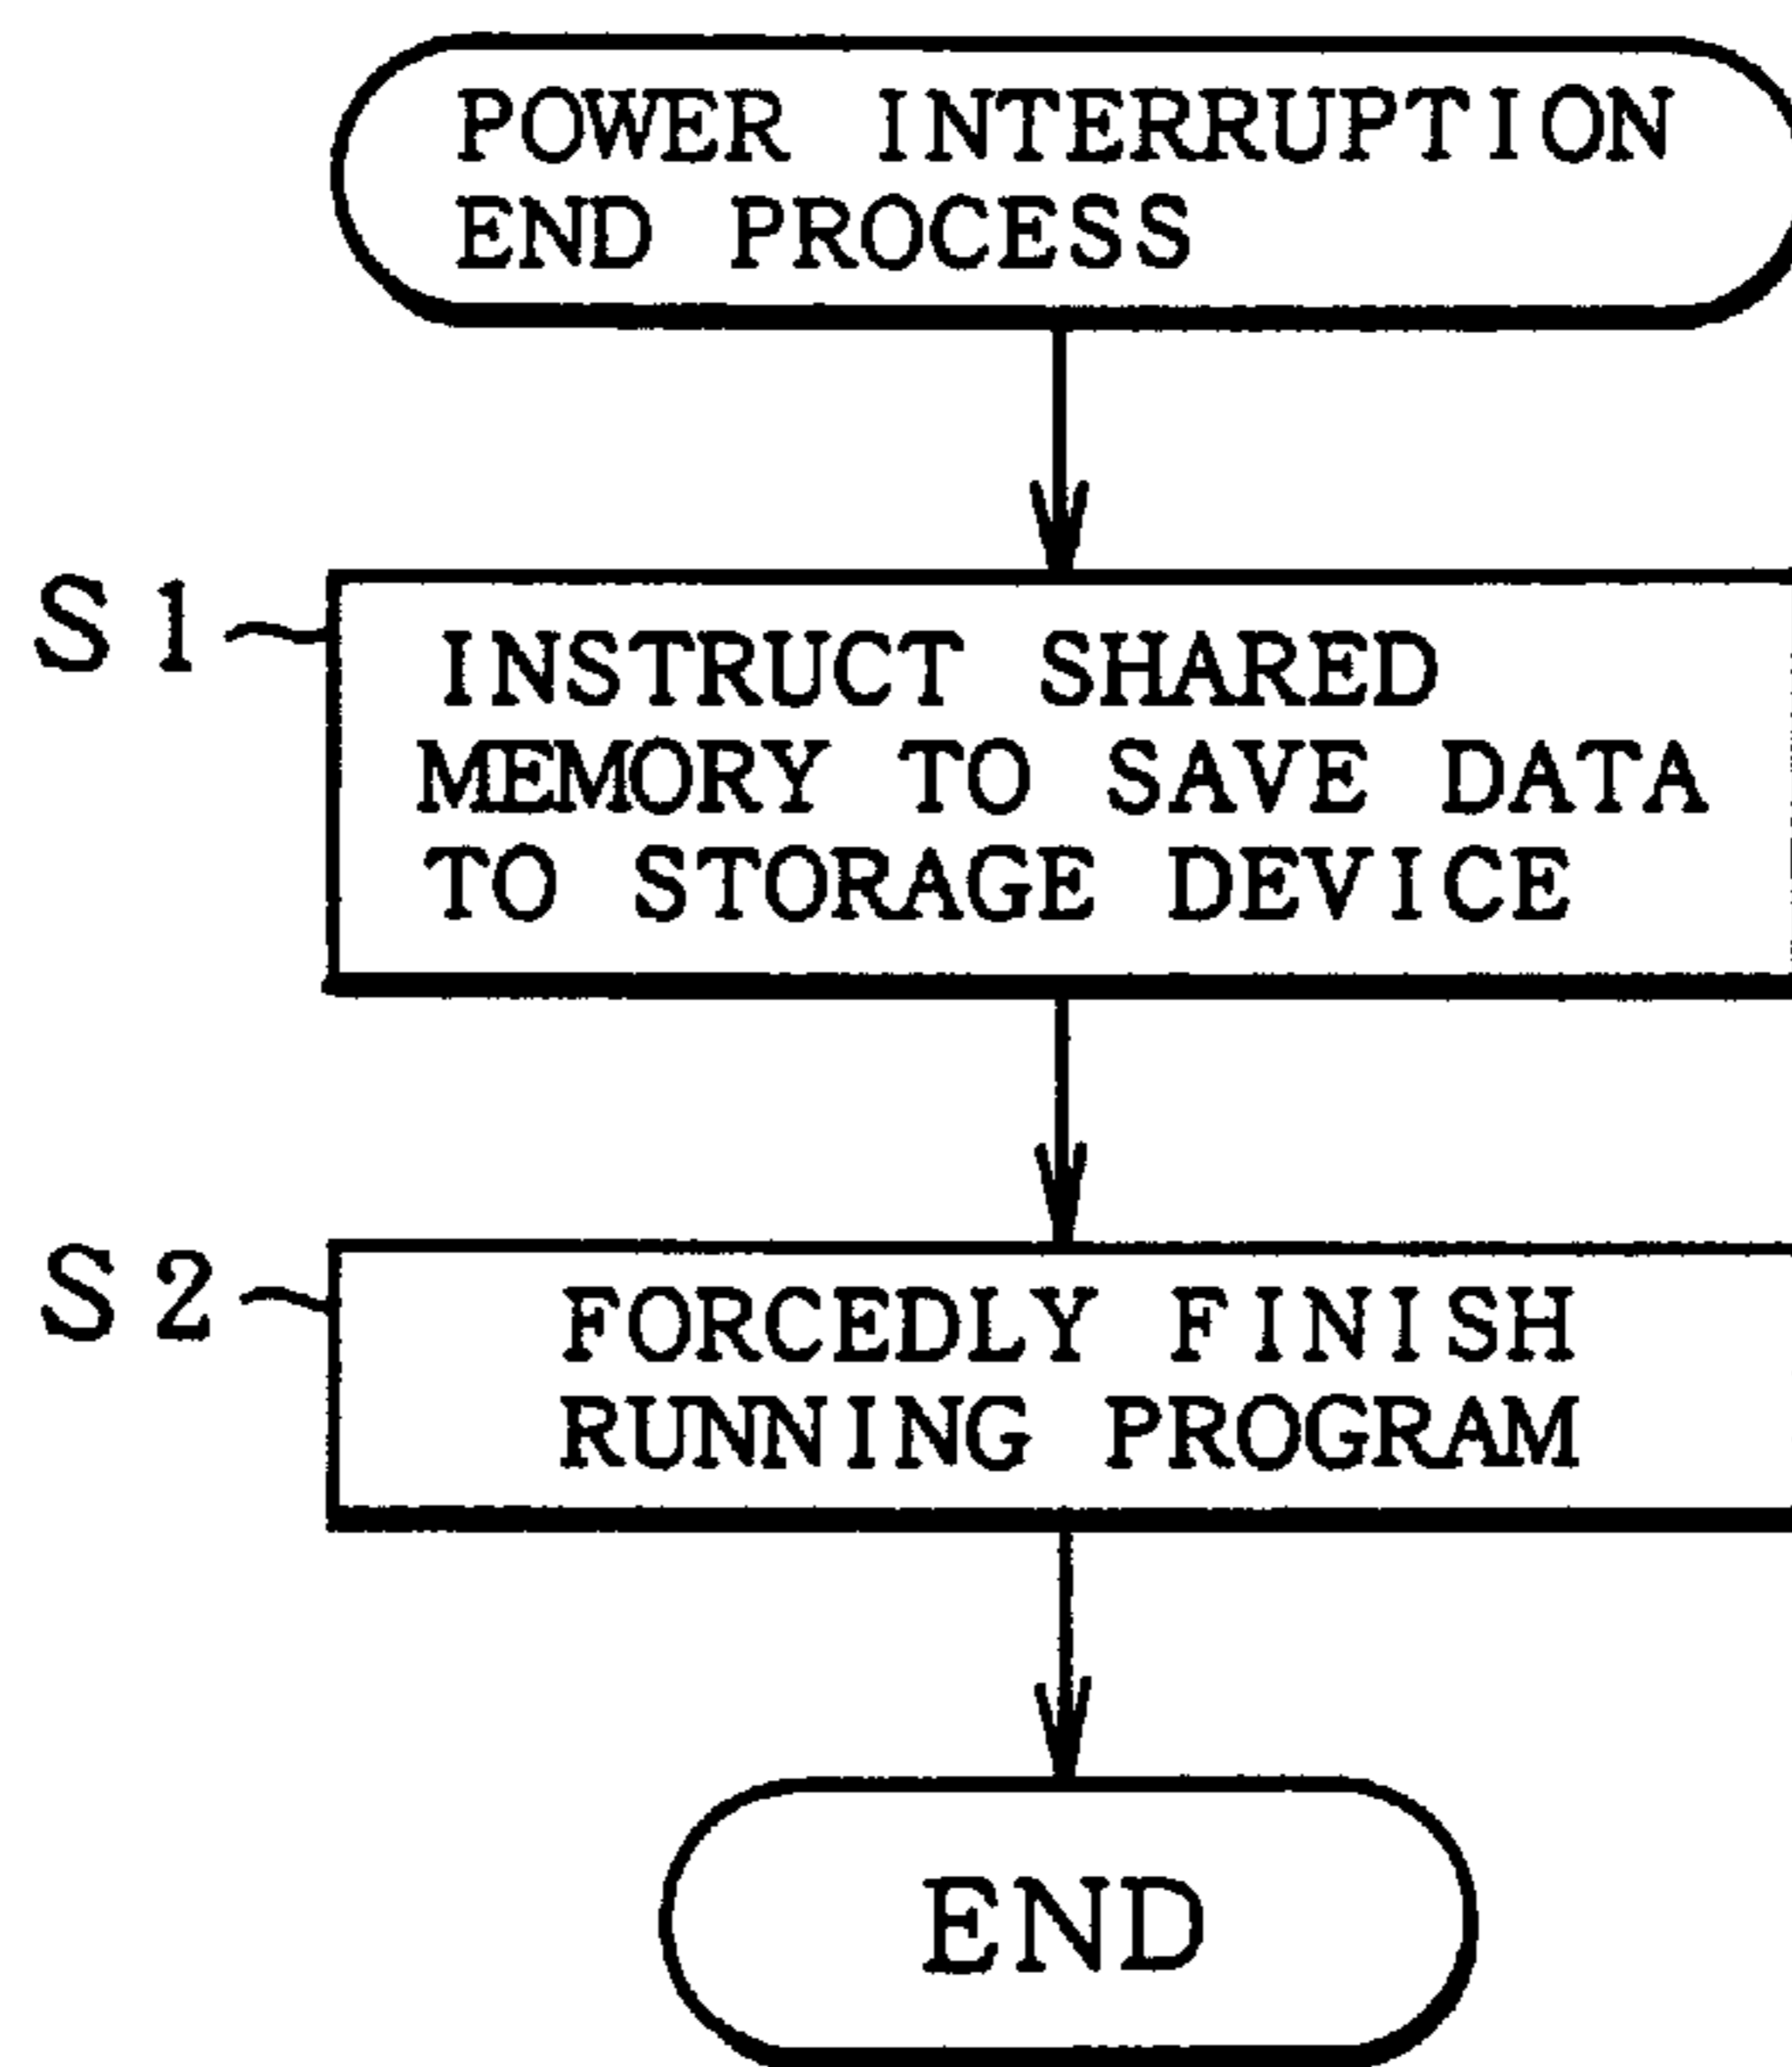 POWER INTERRUPTION
END PROCESS
S1
INSTRUCT SHARED
MEMORY TO SAVE DATA
TO STORAGE DEVICE
S2
FORCEDLY FINISH
RUNNING PROGRAM
END